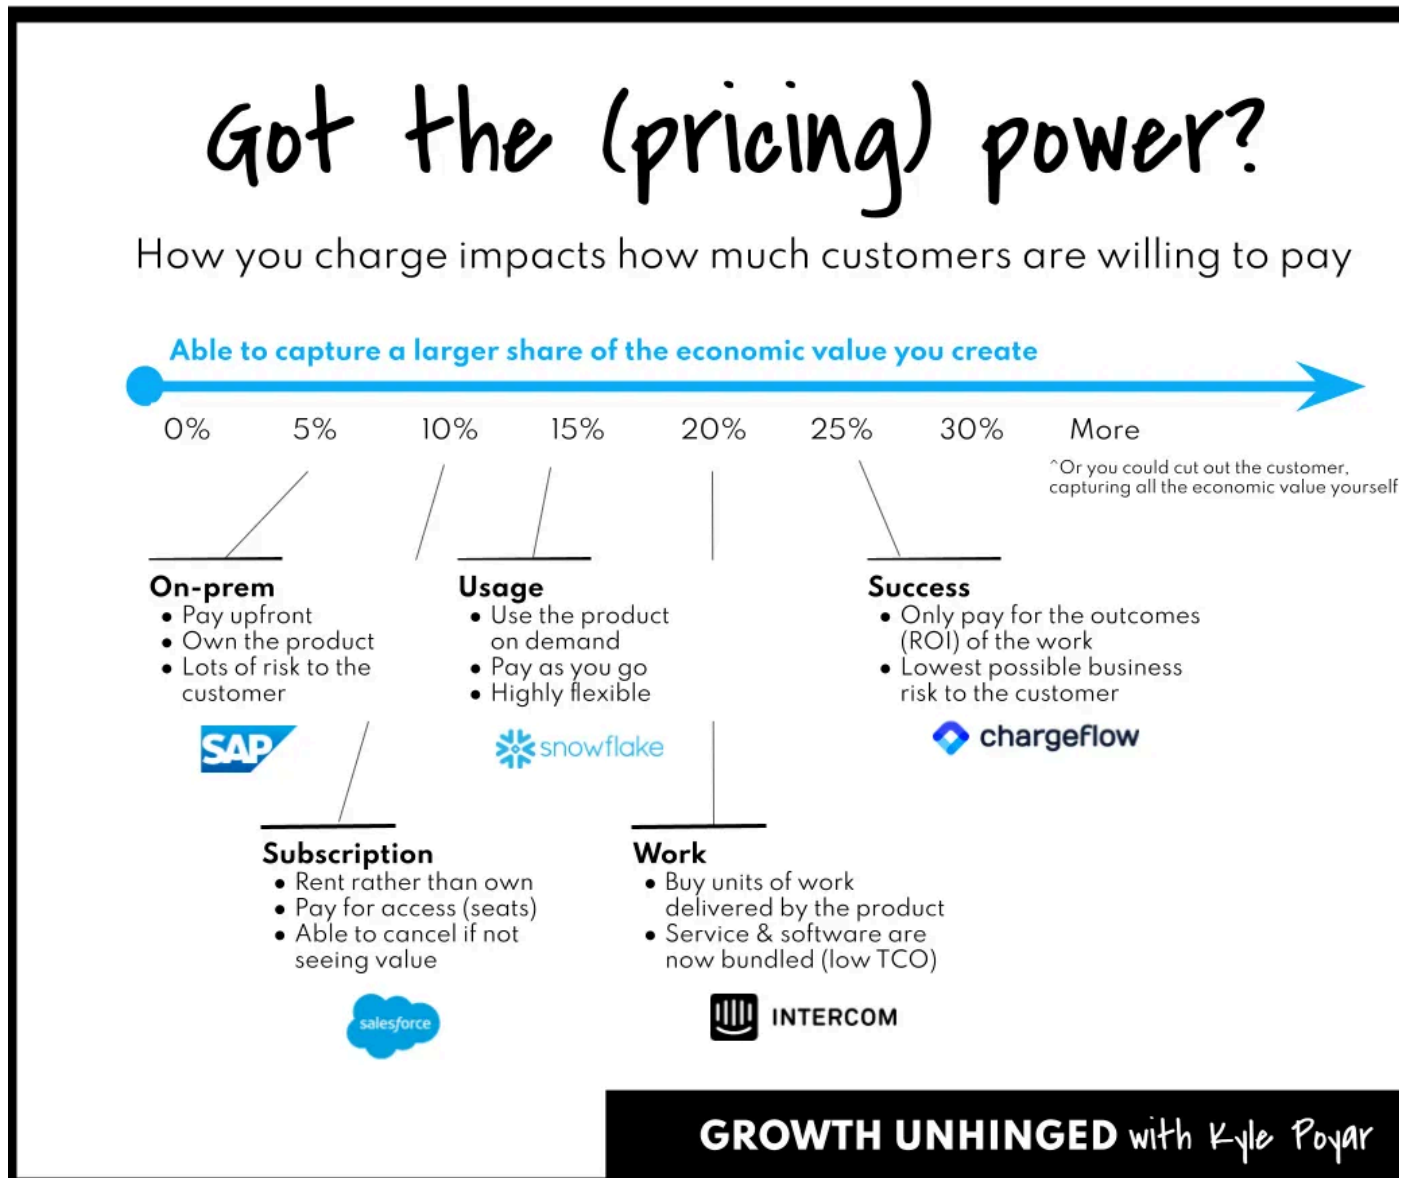 Got the (pricing) power?
How you charge impacts how much customers are willing to pay
Able to capture a larger share of the economic value you create
0% 5% 10% 15% 20% 25% 30% More
^Or you could cut out the customer,
capturing all the economic value yourself
On-prem
• Pay upfront
• Own the product
• Lots of risk to the
customer
SAP
Usage
• Use the product
on demand
• Pay as you go
• Highly flexible
snowflake
Success
• Only pay for the outcomes
(ROI) of the work
• Lowest possible business
risk to the customer
chargeflow
Subscription
• Rent rather than own
• Pay for access (seats)
• Able to cancel if not
seeing value
salesforce
Work
• Buy units of work
delivered by the product
• Service & software are
now bundled (low TCO)
INTERCOM
GROWTH UNHINGED with Kyle Poyar